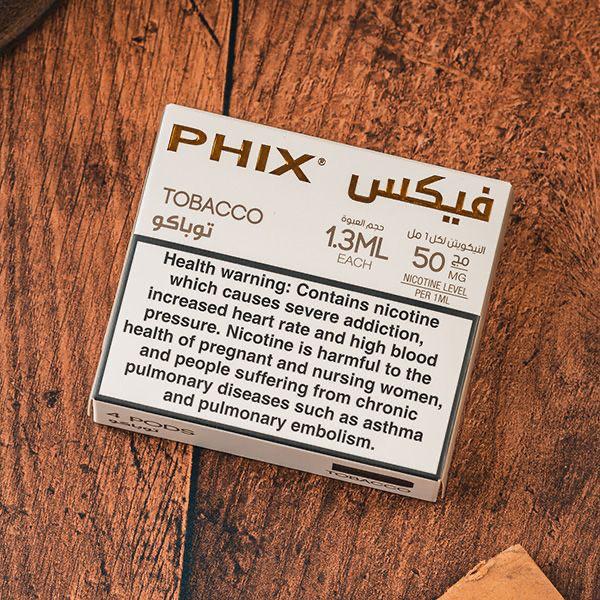 PHIX® فيكس
TOBACCO
توباكو
حجم العبوة
1.3ML
EACH
النيكوتين لكل 1 مل
50 مج
MG
NICOTINE LEVEL
PER 1ML
Health warning: Contains nicotine
which causes severe addiction,
increased heart rate and high blood
pressure. Nicotine is harmful to the
health of pregnant and nursing women,
and people suffering from chronic
pulmonary diseases such as asthma
and pulmonary embolism.
4 PODS
توباكو
TOBACCO